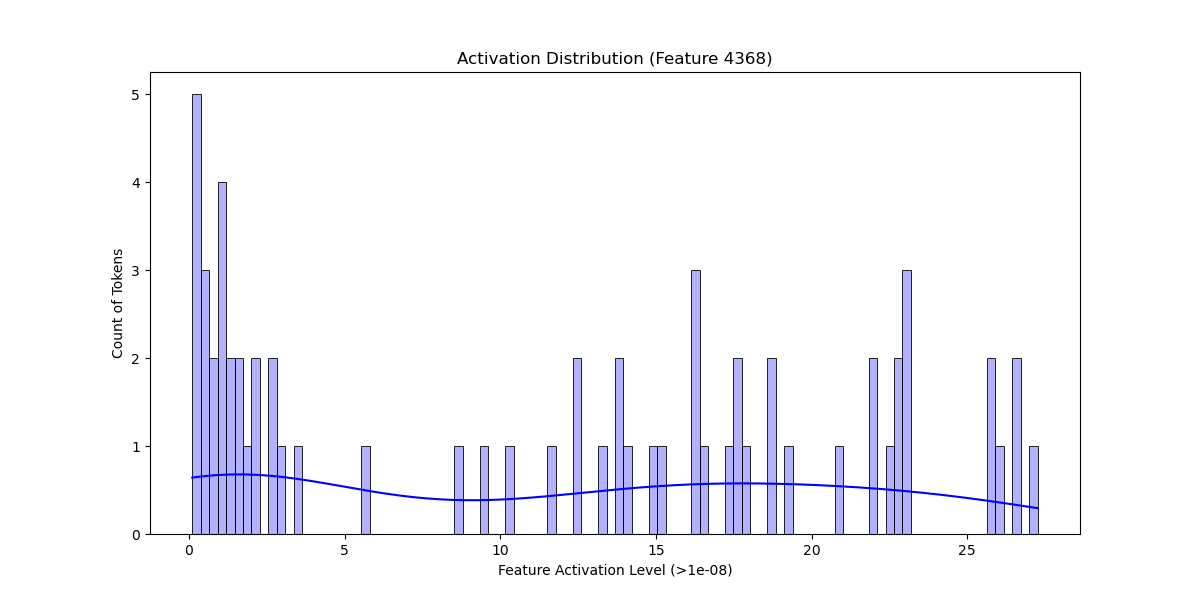 Activation Distribution (Feature 4368)
Count of Tokens
5
4
3
2
1
0
0 5 10 15 20 25
Feature Activation Level (>1e-08)